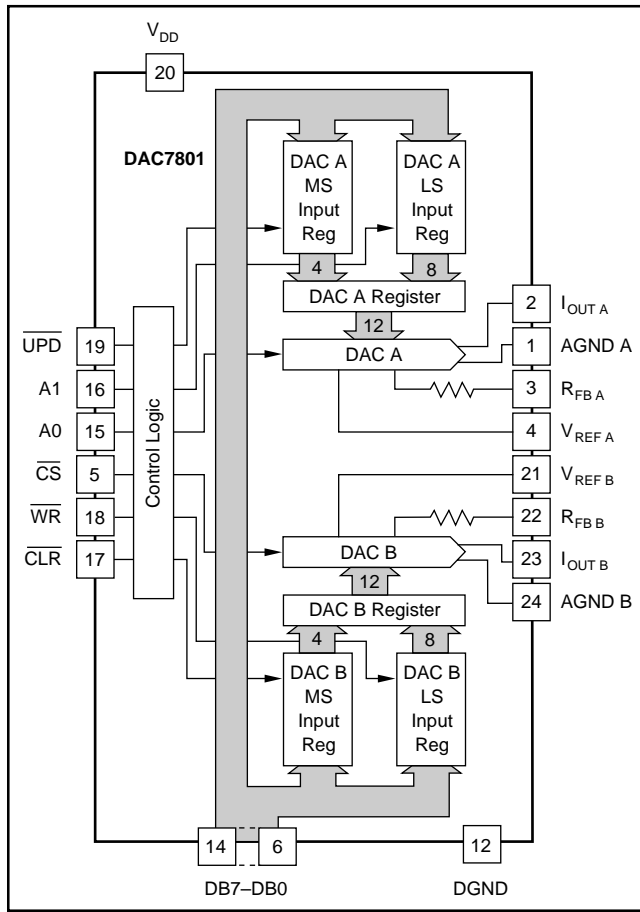 V_DD
20
DAC7801
DAC A MS Input Reg
DAC A LS Input Reg
4
8
DAC A Register
12
DAC A
2 I_OUT A
1 AGND A
3 R_FB A
4 V_REF A
21 V_REF B
22 R_FB B
23 I_OUT B
24 AGND B
UPD 19
A1 16
A0 15
CS 5
WR 18
CLR 17
Control Logic
DAC B
12
DAC B Register
4
8
DAC B MS Input Reg
DAC B LS Input Reg
14
6
12
DB7–DB0
DGND